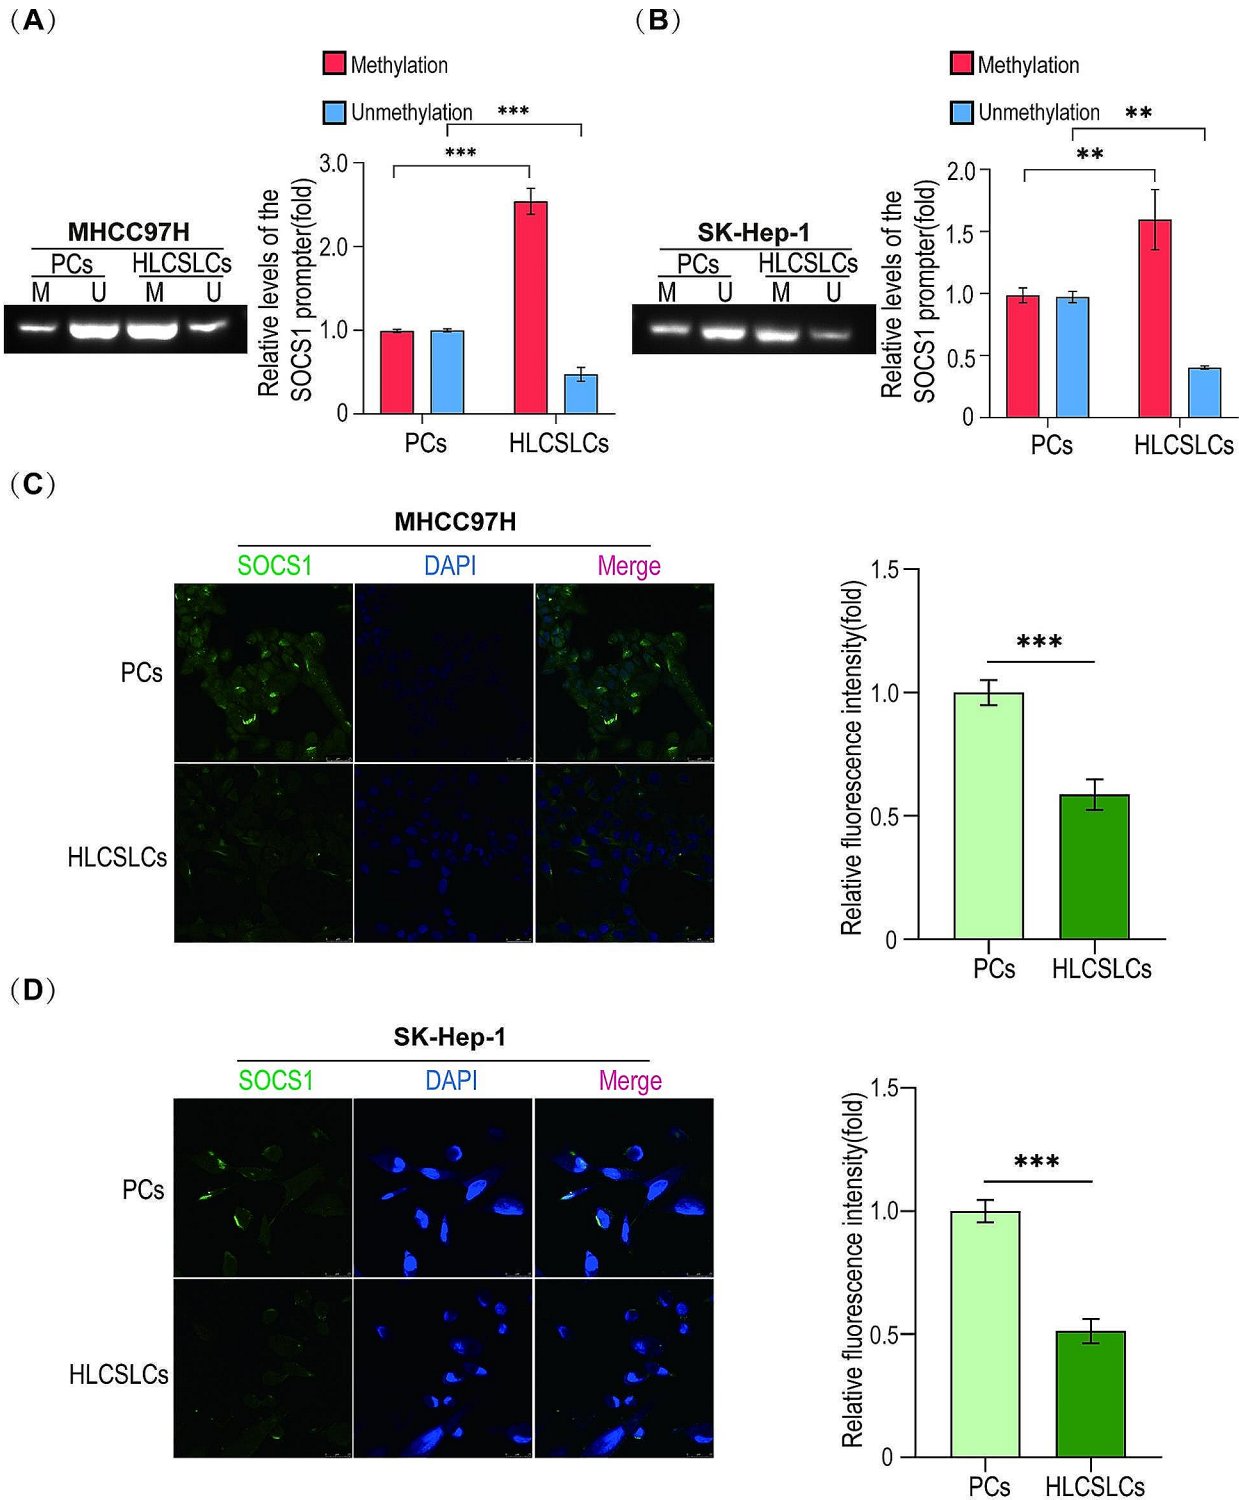 (A)
Methylation
Unmethylation
***
***
MHCC97H
PCs HLCSLCs
M U M U
Relative levels of the
SOCS1 prompter(fold)
3.0
2.0
1.0
0
PCs HLCSLCs
(B)
Methylation
Unmethylation
**
**
SK-Hep-1
PCs HLCSLCs
M U M U
Relative levels of the
SOCS1 prompter(fold)
2.0
1.5
1.0
0.5
0
PCs HLCSLCs
(C)
MHCC97H
SOCS1 DAPI Merge
PCs
HLCSLCs
Relative fluorescence intensity(fold)
1.5
1.0
0.5
0
***
PCs HLCSLCs
(D)
SK-Hep-1
SOCS1 DAPI Merge
PCs
HLCSLCs
Relative fluorescence intensity(fold)
1.5
1.0
0.5
0
***
PCs HLCSLCs